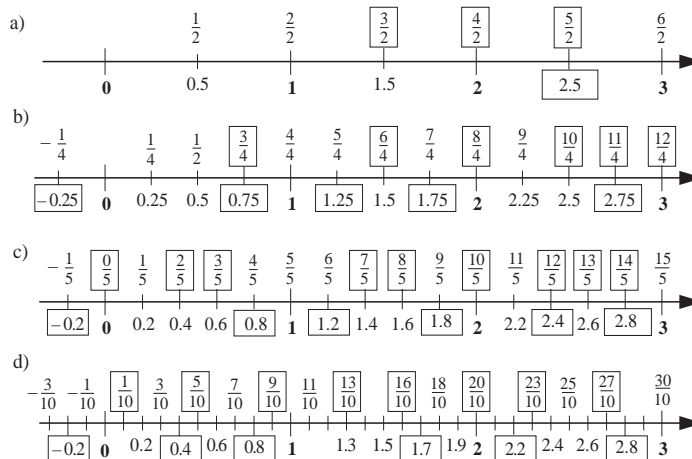 a) 1/2 2/2 3/2 4/2 5/2 6/2
0 0.5 1 1.5 2 2.5 3
b) −1/4 1/4 1/2 3/4 4/4 5/4 6/4 7/4 8/4 9/4 10/4 11/4 12/4
−0.25 0 0.25 0.5 0.75 1 1.25 1.5 1.75 2 2.25 2.5 2.75 3
c) −1/5 0/5 1/5 2/5 3/5 4/5 5/5 6/5 7/5 8/5 9/5 10/5 11/5 12/5 13/5 14/5 15/5
−0.2 0 0.2 0.4 0.6 0.8 1 1.2 1.4 1.6 1.8 2 2.2 2.4 2.6 2.8 3
d) −3/10 −1/10 1/10 3/10 5/10 7/10 9/10 11/10 13/10 16/10 18/10 20/10 23/10 25/10 27/10 30/10
−0.2 0 0.2 0.4 0.6 0.8 1 1.3 1.5 1.7 1.9 2 2.2 2.4 2.6 2.8 3